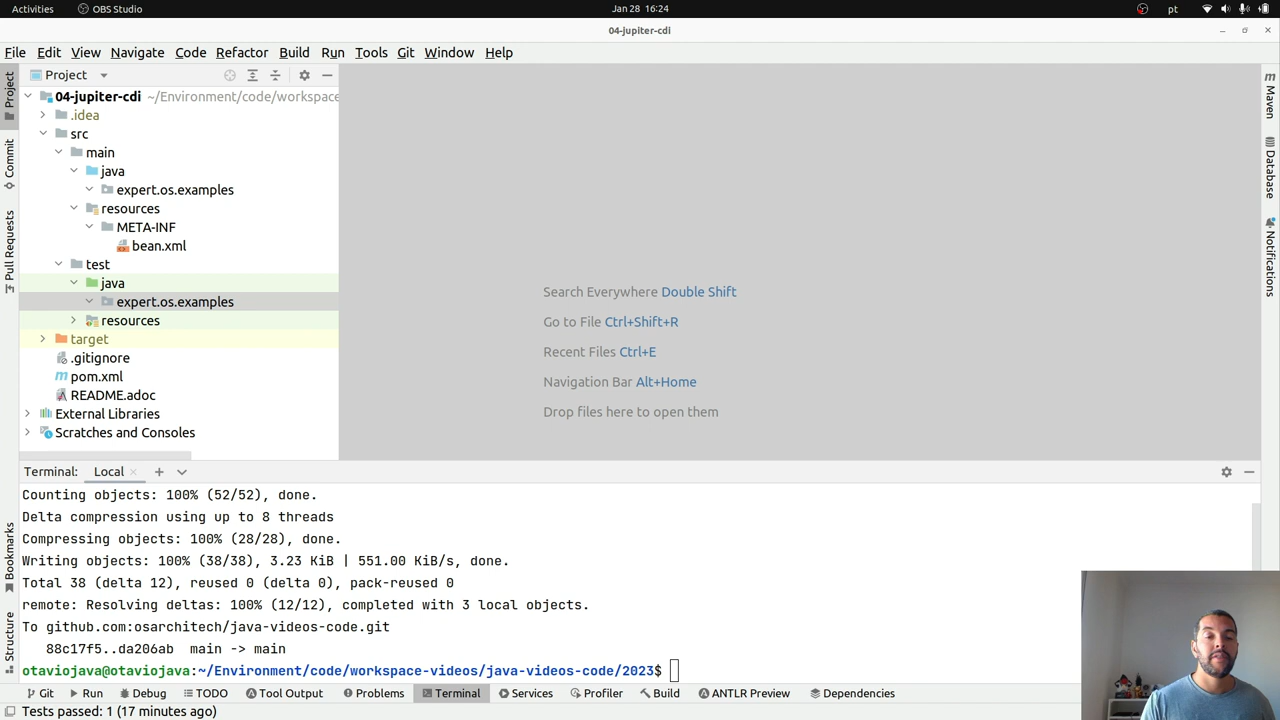 Activities OBS Studio Jan 28 16:24 pt
04-jupiter-cdi
File Edit View Navigate Code Refactor Build Run Tools Git Window Help
Project
04-jupiter-cdi ~/Environment/code/workspace
.idea
src
main
java
expert.os.examples
resources
META-INF
bean.xml
test
java
expert.os.examples
resources
target
.gitignore
pom.xml
README.adoc
External Libraries
Scratches and Consoles
Project
Commit
Pull Requests
Bookmarks
Structure
Search Everywhere Double Shift
Go to File Ctrl+Shift+R
Recent Files Ctrl+E
Navigation Bar Alt+Home
Drop files here to open them
Maven
Database
Notifications
Terminal: Local
Counting objects: 100% (52/52), done.
Delta compression using up to 8 threads
Compressing objects: 100% (28/28), done.
Writing objects: 100% (38/38), 3.23 KiB | 551.00 KiB/s, done.
Total 38 (delta 12), reused 0 (delta 0), pack-reused 0
remote: Resolving deltas: 100% (12/12), completed with 3 local objects.
To github.com:osarchitech/java-videos-code.git
88c17f5..da206ab main -> main
otaviojava@otaviojava:~/Environment/code/workspace-videos/java-videos-code/2023$
Git Run Debug TODO Tool Output Problems Terminal Services Profiler Build ANTLR Preview Dependencies
Tests passed: 1 (17 minutes ago)